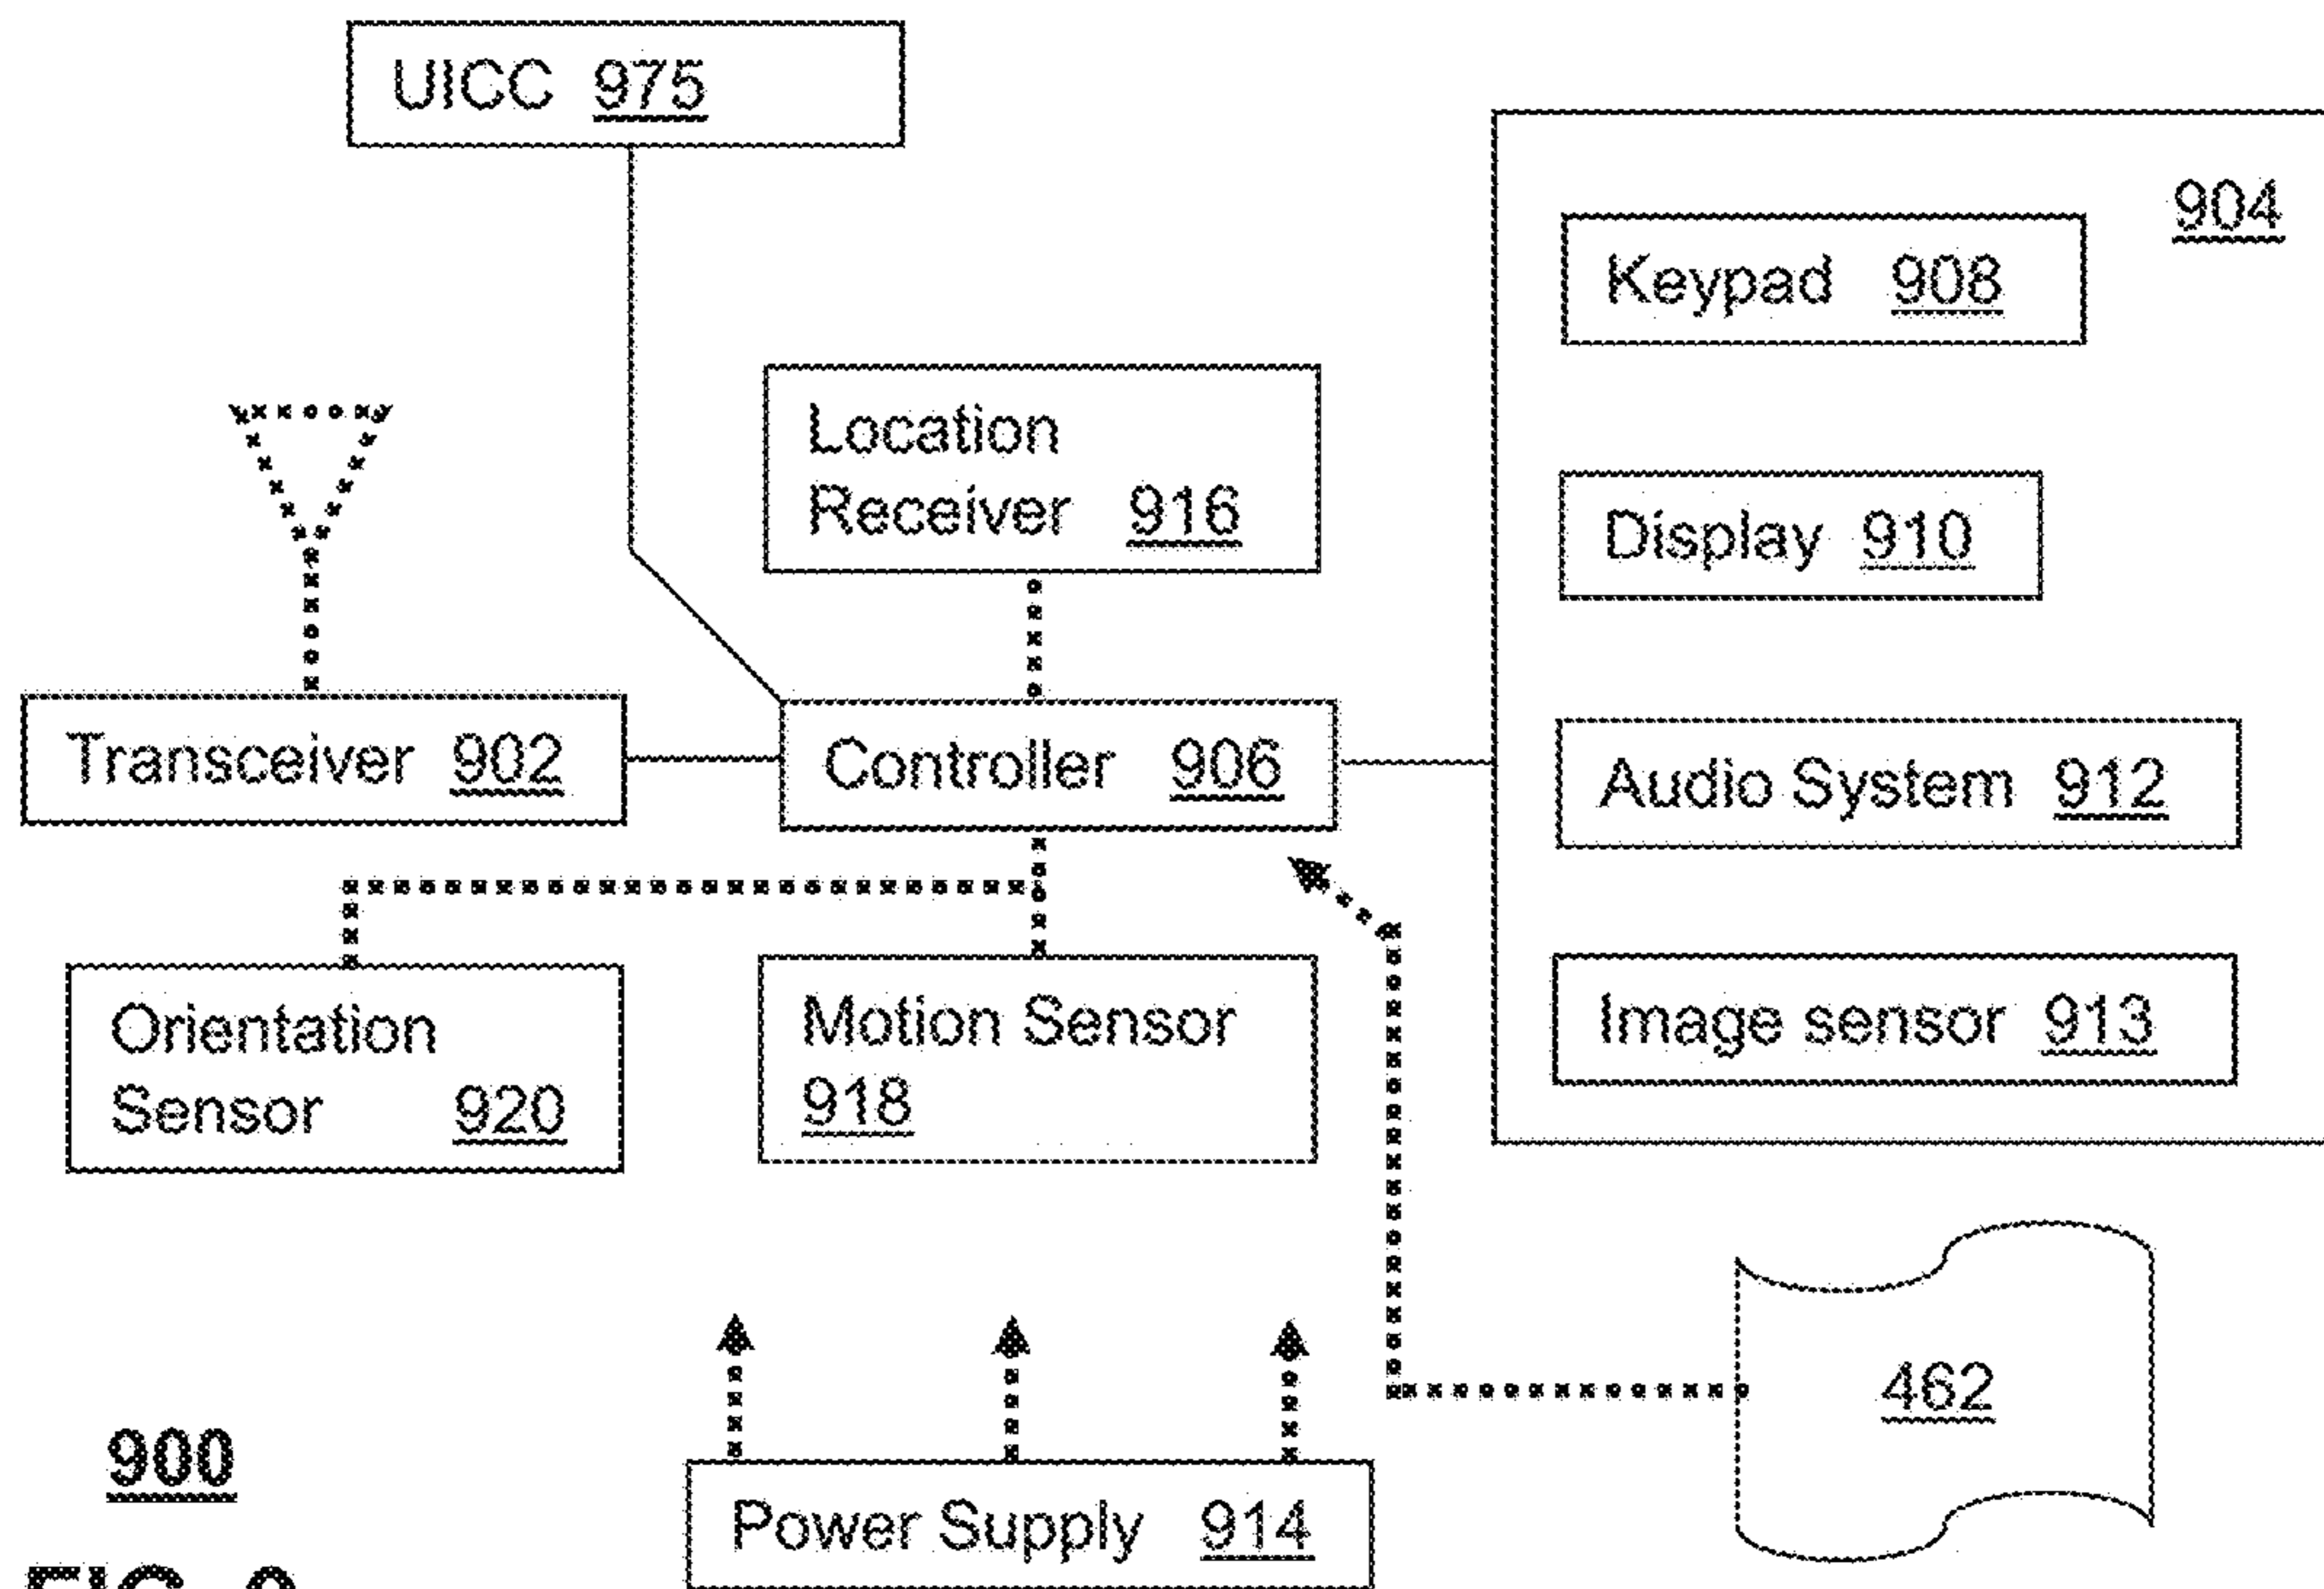 UICC 975
904
Keypad 908
Location
Receiver 916
Display 910
Transceiver 902
Controller 906
Audio System 912
Orientation
Sensor 920
Motion Sensor
918
Image sensor 913
462
900
Power Supply 914